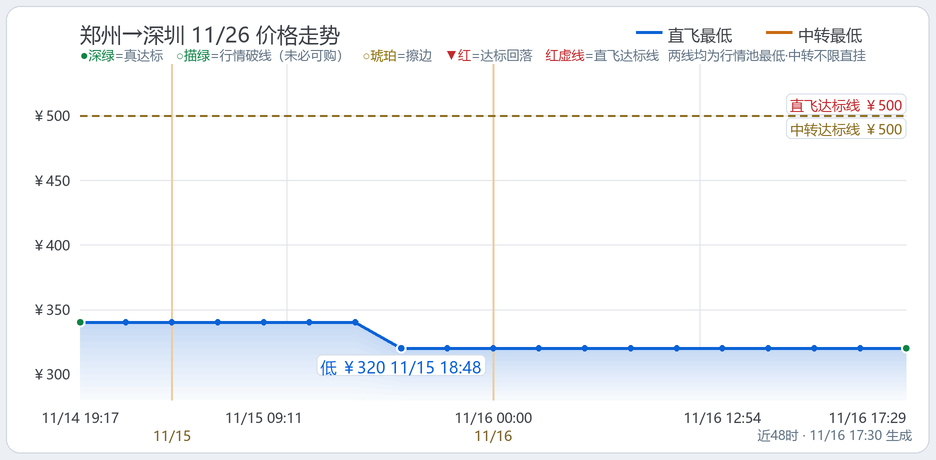 郑州→深圳 11/26 价格走势
直飞最低 中转最低
●深绿=真达标 ○描绿=行情破线（未必可购） ○琥珀=擦边 ▼红=达标回落 红虚线=直飞达标线 两线均为行情池最低·中转不限直挂
¥500
直飞达标线 ¥500
中转达标线 ¥500
¥450
¥400
¥350
¥300
低 ¥320 11/15 18:48
11/14 19:17 11/15 09:11 11/16 00:00 11/16 12:54 11/16 17:29
11/15 11/16
近48时 · 11/16 17:30 生成